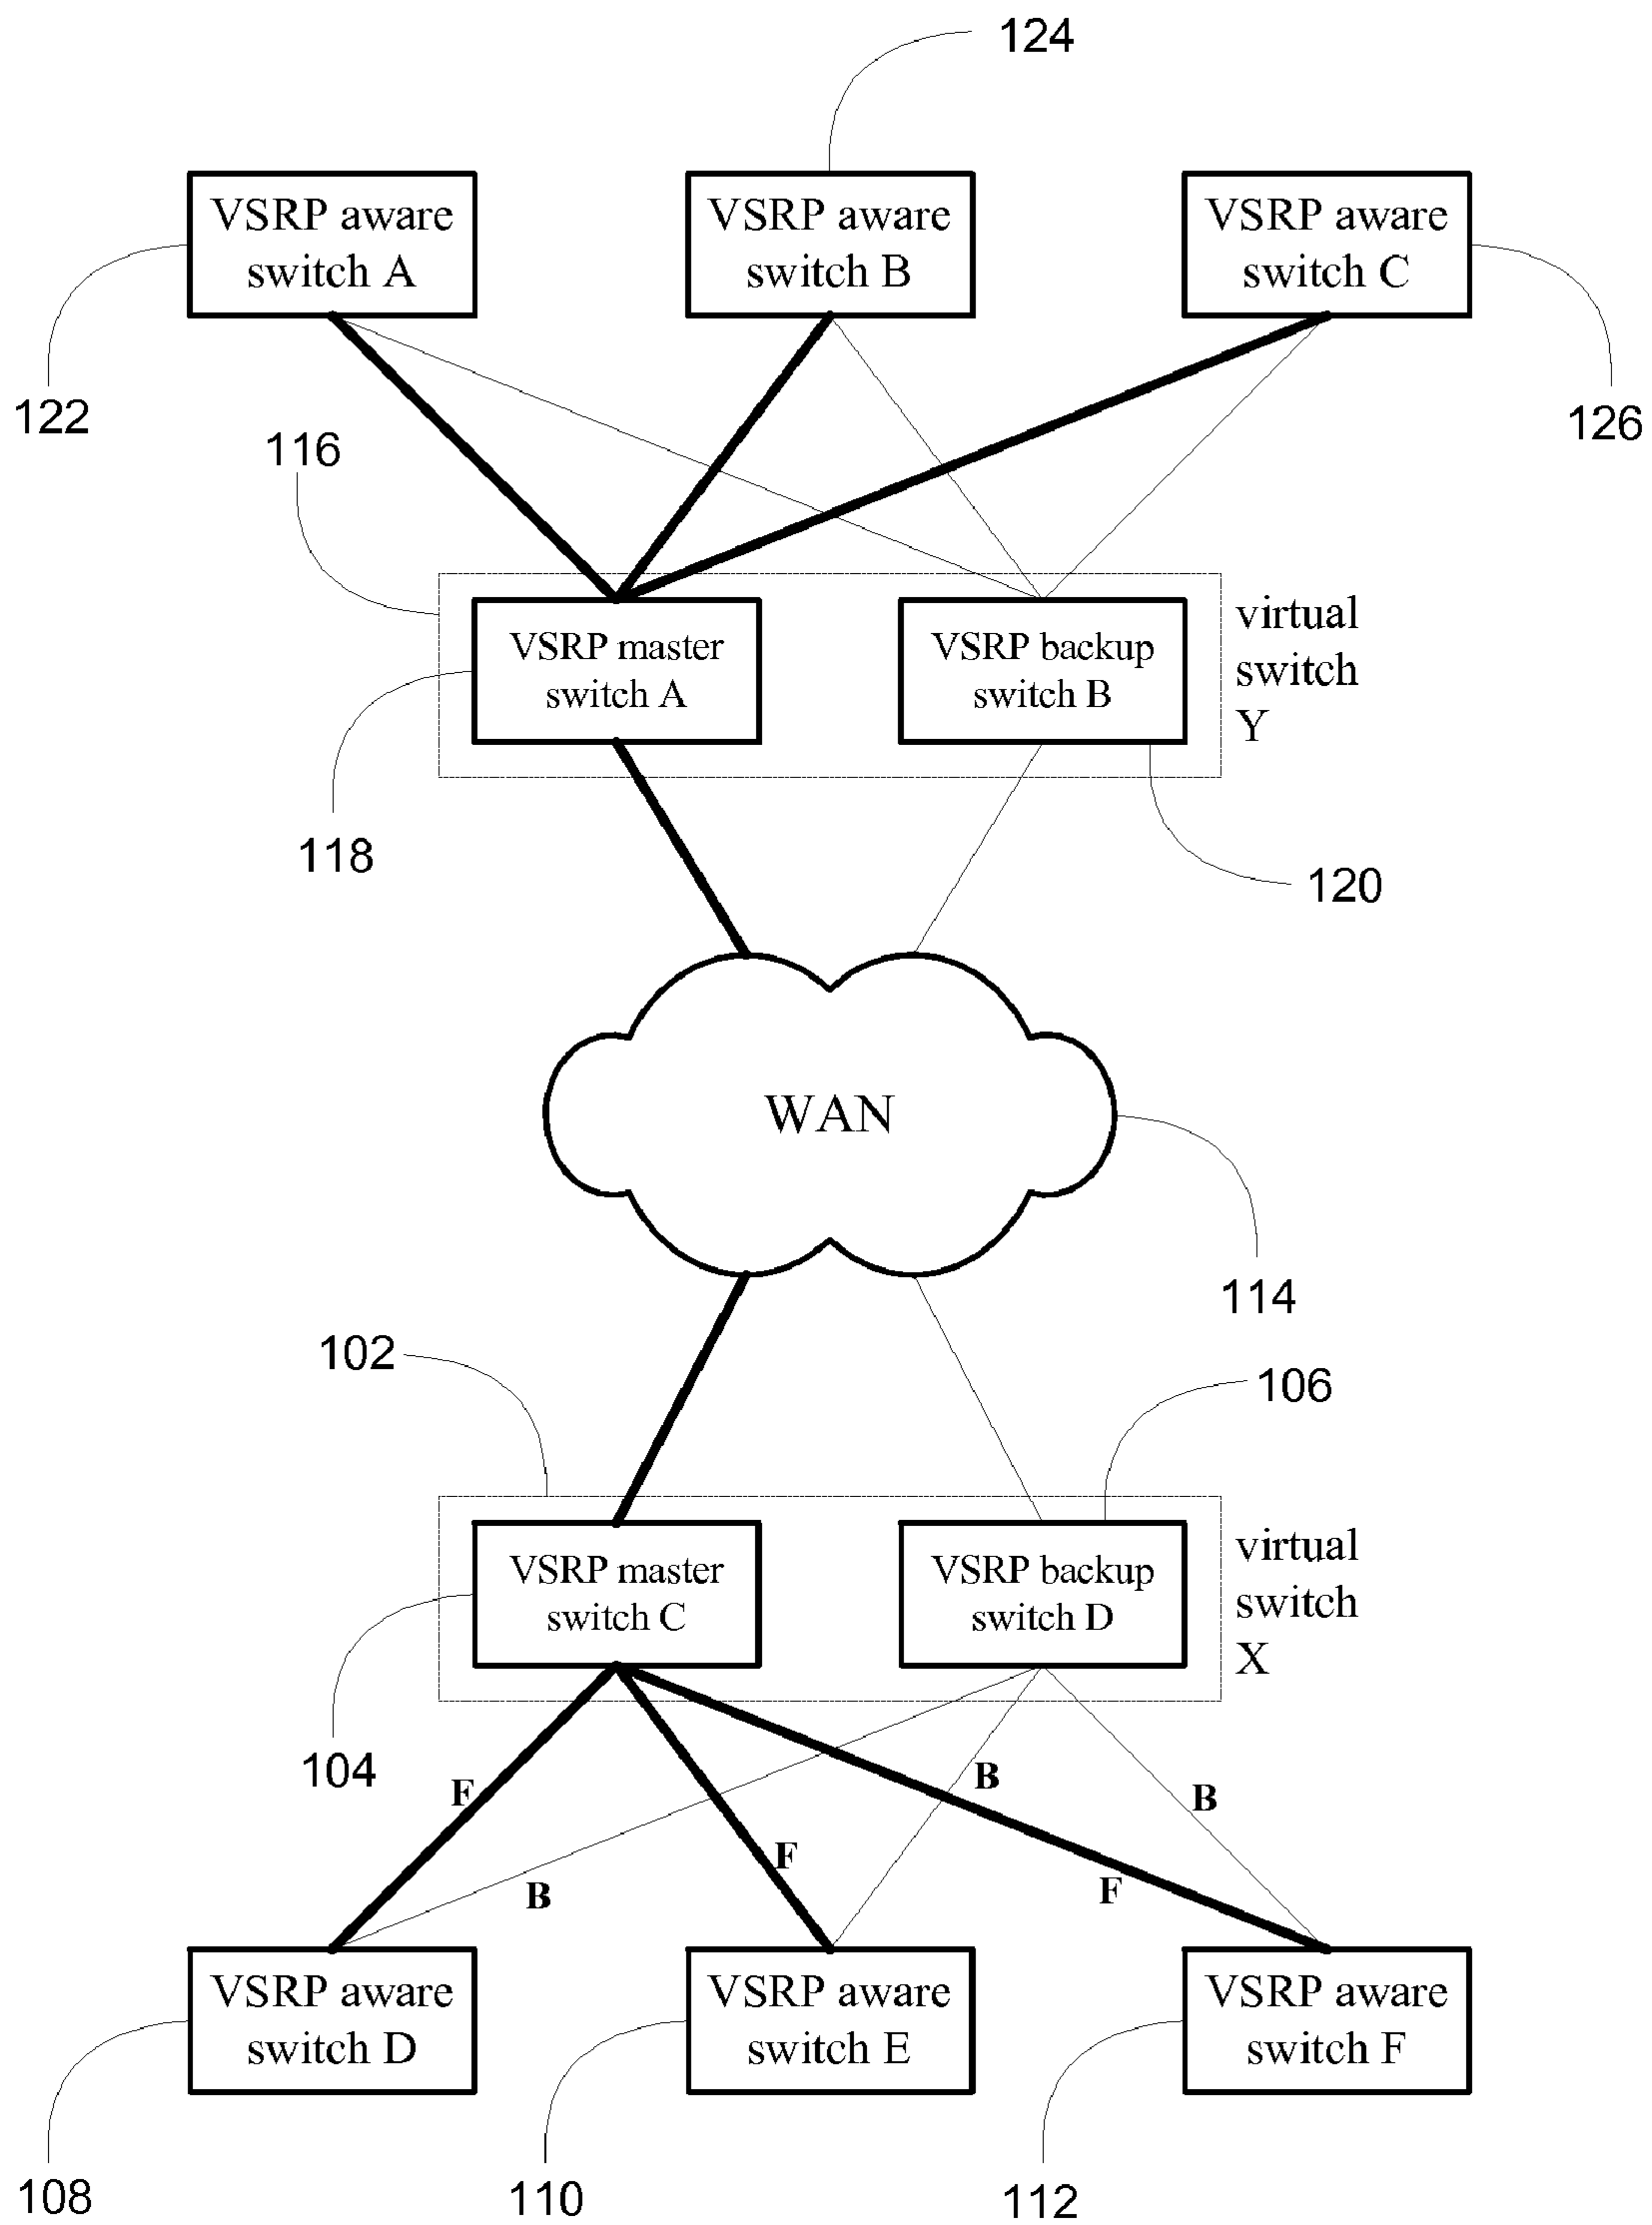 124
VSRP aware
switch A
VSRP aware
switch B
VSRP aware
switch C
122
126
116
VSRP master
switch A
VSRP backup
switch B
virtual
switch
Y
118
120
WAN
114
102
106
VSRP master
switch C
VSRP backup
switch D
virtual
switch
X
104
F
B
B
F
F
B
VSRP aware
switch D
VSRP aware
switch E
VSRP aware
switch F
108
110
112